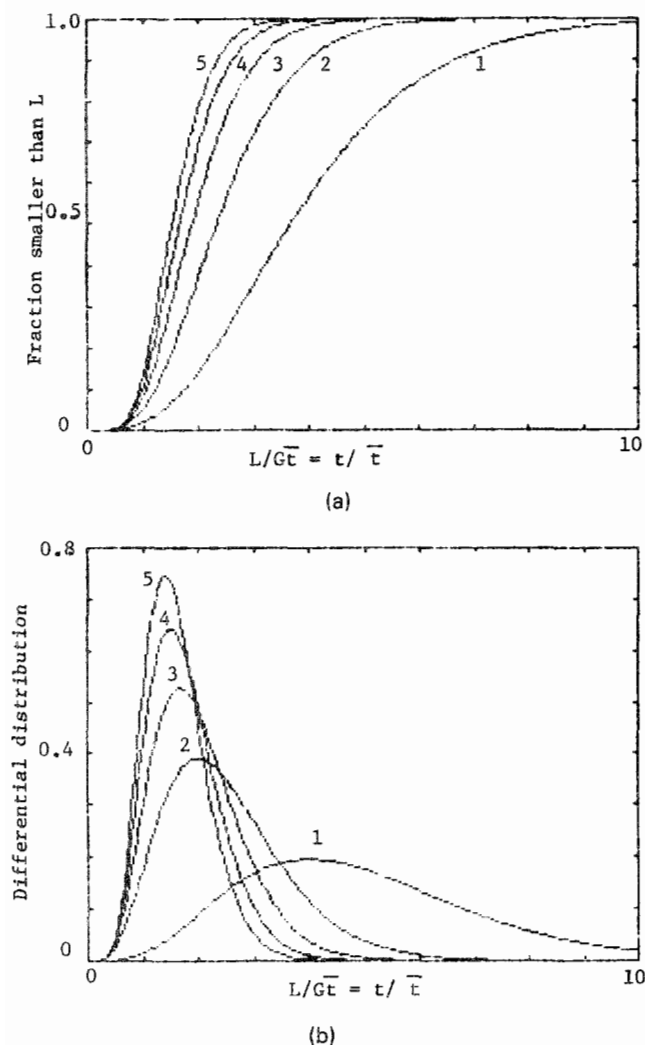 1.0
5 4 3 2 1
Fraction smaller than L
0.5
0
0 10
L/Gt̅ = t/ t̅
(a)
0.8
5
4
3
2
1
Differential distribution
0.4
0
0 10
L/Gt̅ = t/ t̅
(b)